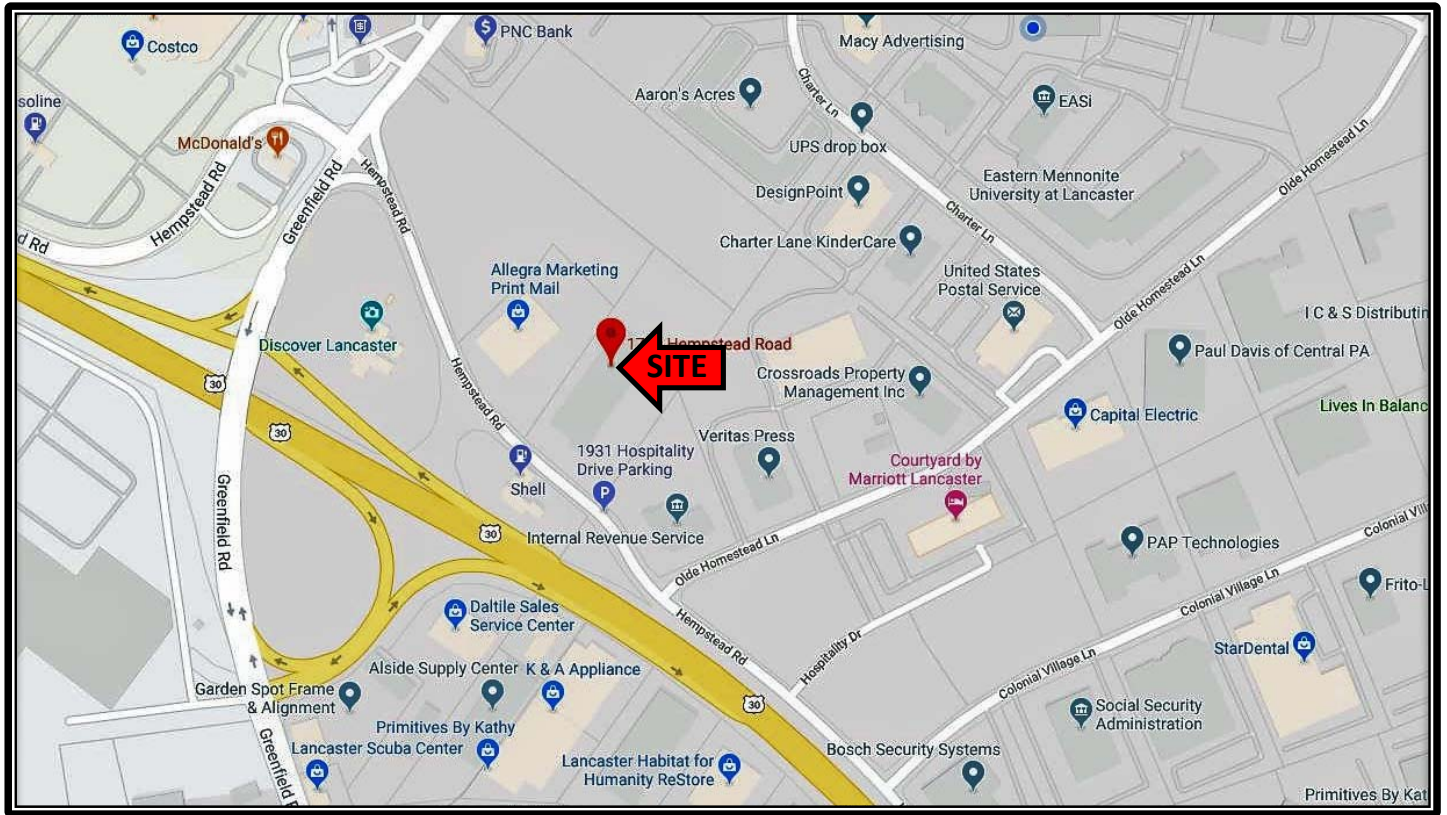 Costco
PNC Bank
Macy Advertising
soline
Aaron's Acres
EASi
McDonald's
Charter Ln
UPS drop box
Hempstead Rd
Greenfield Rd
Hempstead Rd
DesignPoint
Eastern Mennonite
University at Lancaster
Olde Homestead Ln
d Rd
Charter Lane KinderCare
Charter Ln
Allegra Marketing
Print Mail
United States
Postal Service
Olde Homestead Ln
I C & S Distributin
Discover Lancaster
Hempstead Road
SITE
Paul Davis of Central PA
30
Hempstead Rd
Crossroads Property
Management Inc
Capital Electric
Lives In Balanc
30
Veritas Press
1931 Hospitality
Drive Parking
Courtyard by
Marriott Lancaster
Greenfield Rd
Shell
P
30
Internal Revenue Service
Olde Homestead Ln
PAP Technologies
Colonial Vill
Colonial Village Ln
Frito-L
Daltile Sales
Service Center
Hempstead Rd
Hospitality Dr
StarDental
Alside Supply Center
K & A Appliance
Colonial Village Ln
Garden Spot Frame
& Alignment
30
Social Security
Administration
Primitives By Kathy
Greenfield R
Lancaster Scuba Center
Bosch Security Systems
Lancaster Habitat for
Humanity ReStore
Primitives By Kat